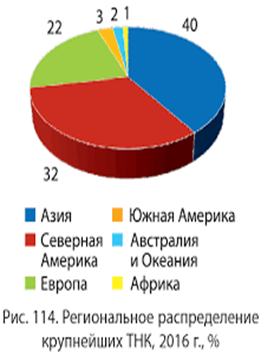 3 2 1
22
40
32
Азия
Южная Америка
Северная
Америка
Австралия
и Океания
Европа
Африка
Рис. 114. Региональное распределение
крупнейших ТНК, 2016 г., %